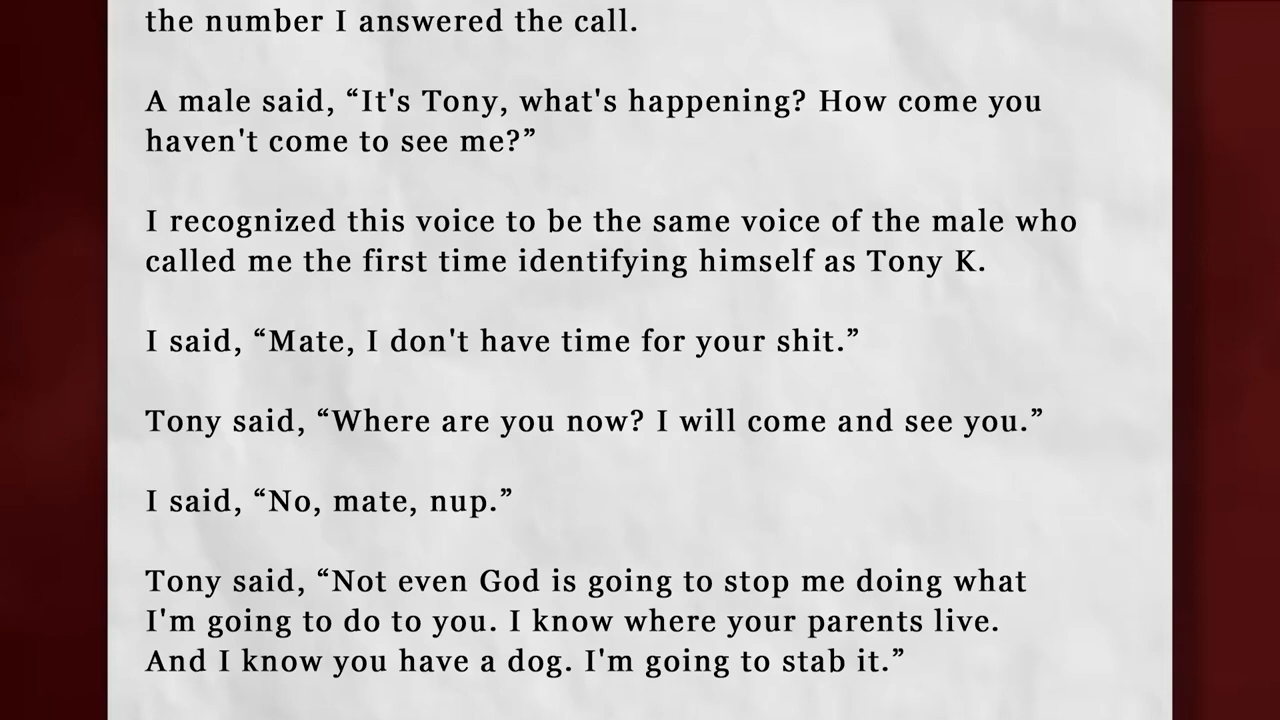 the number I answered the call.
A male said, “It's Tony, what's happening? How come you
haven't come to see me?”
I recognized this voice to be the same voice of the male who
called me the first time identifying himself as Tony K.
I said, “Mate, I don't have time for your shit.”
Tony said, “Where are you now? I will come and see you.”
I said, “No, mate, nup.”
Tony said, “Not even God is going to stop me doing what
I'm going to do to you. I know where your parents live.
And I know you have a dog. I'm going to stab it.”